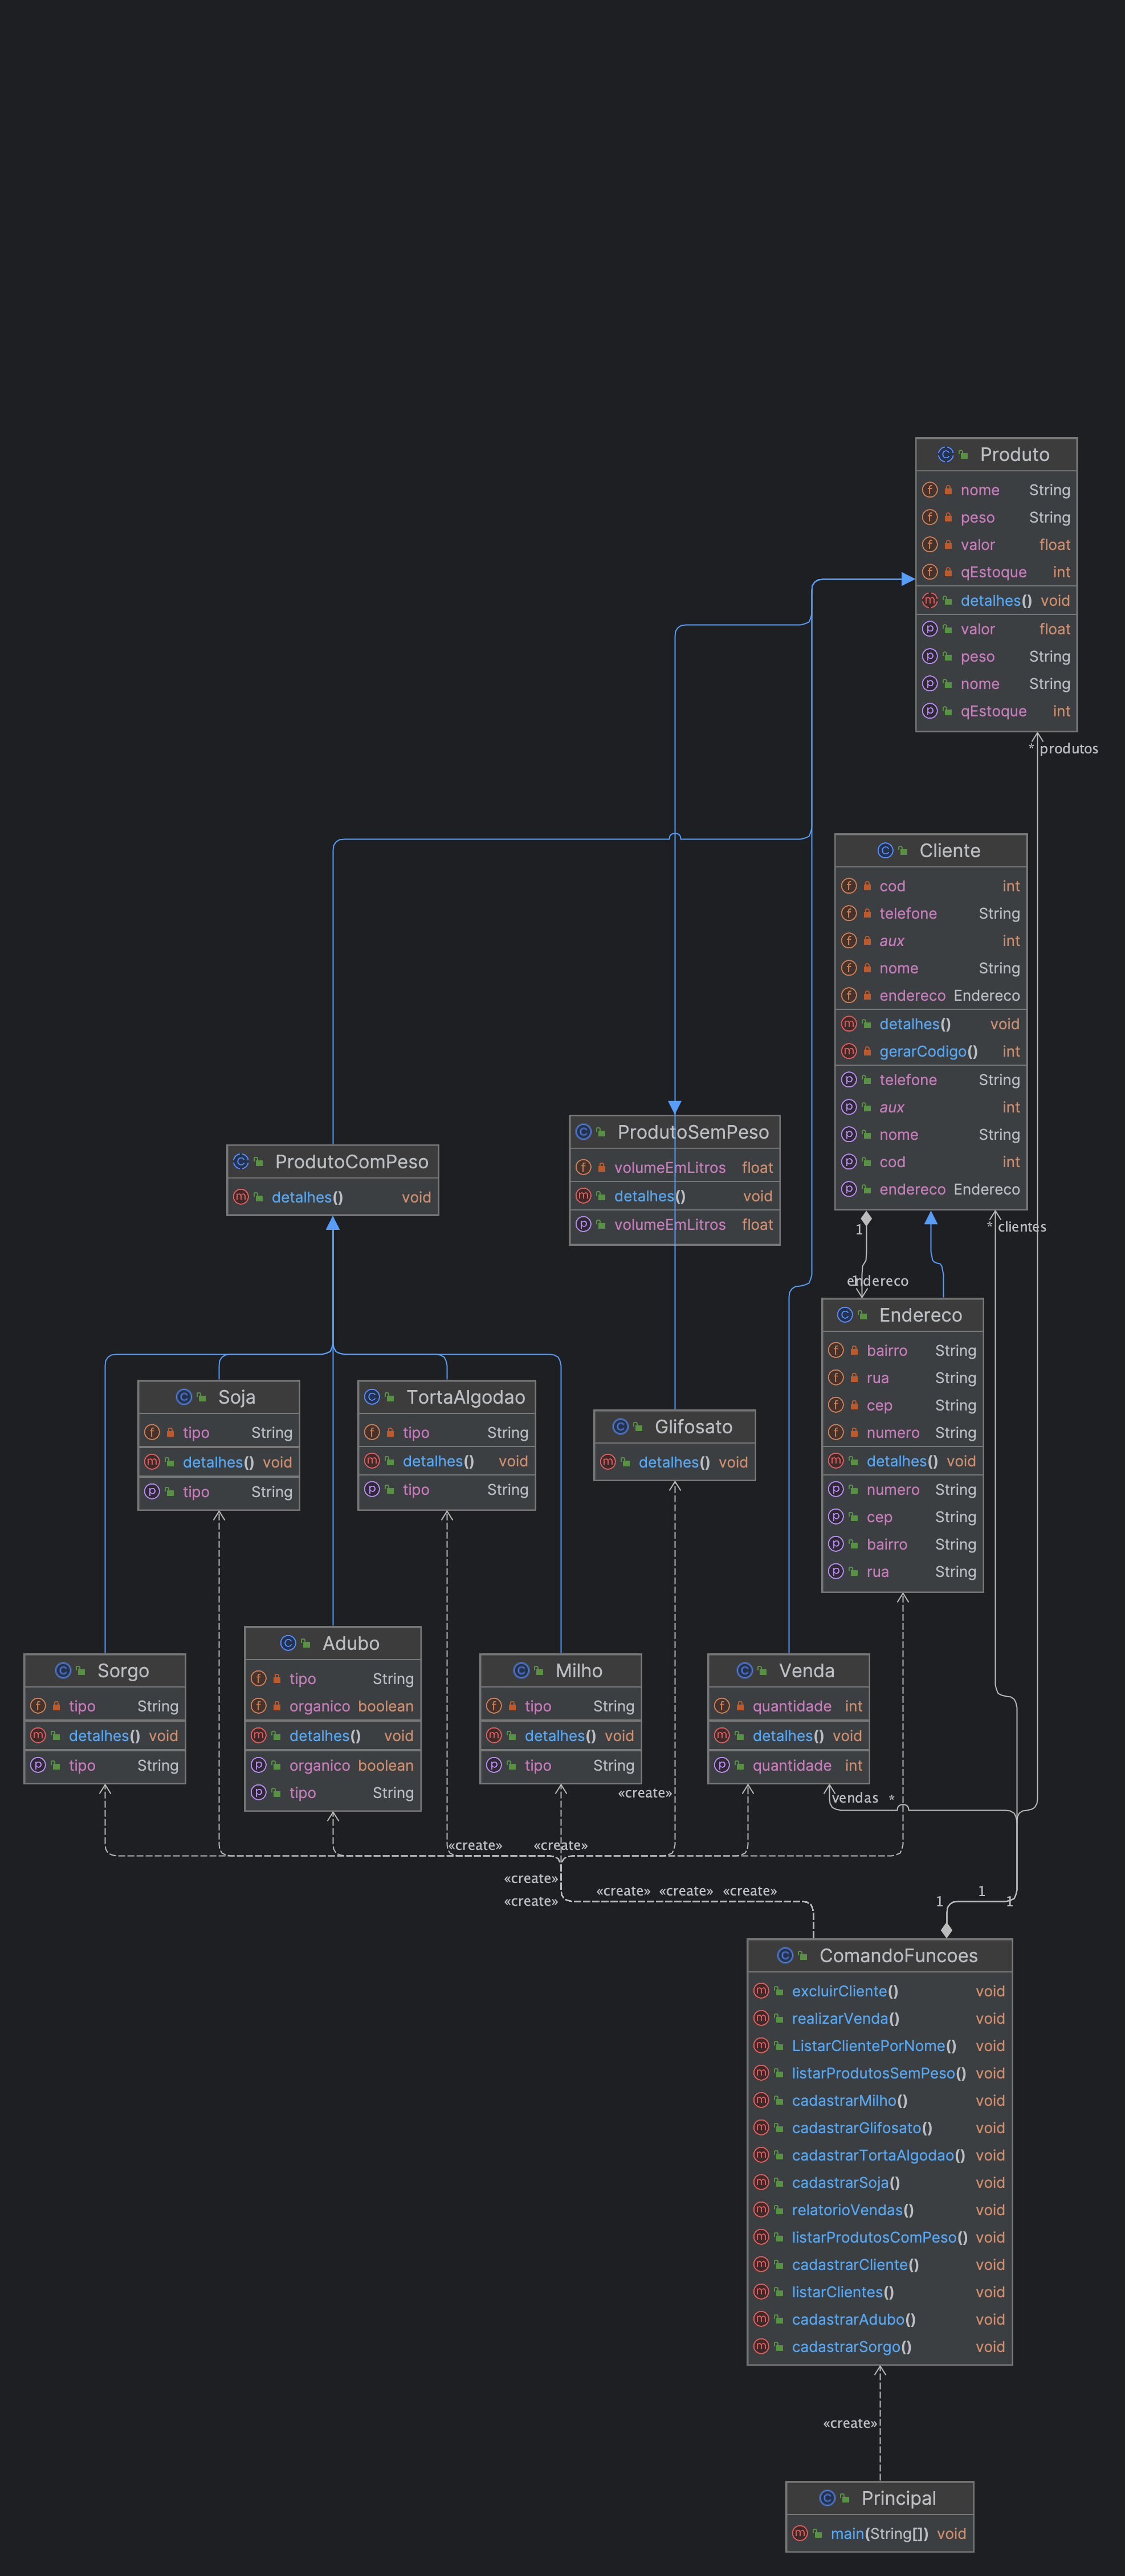 Produto
nome String
peso String
valor float
qEstoque int
detalhes() void
valor float
peso String
nome String
qEstoque int
* produtos
Cliente
cod int
telefone String
aux int
nome String
endereco Endereco
detalhes() void
gerarCodigo() int
telefone String
aux int
nome String
cod int
endereco Endereco
1
* clientes
1
endereco
ProdutoComPeso
detalhes() void
ProdutoSemPeso
volumeEmLitros float
detalhes() void
volumeEmLitros float
Endereco
bairro String
rua String
cep String
numero String
detalhes() void
numero String
cep String
bairro String
rua String
Soja
tipo String
detalhes() void
tipo String
TortaAlgodao
tipo String
detalhes() void
tipo String
Glifosato
detalhes() void
Sorgo
tipo String
detalhes() void
tipo String
Adubo
tipo String
organico boolean
detalhes() void
organico boolean
tipo String
Milho
tipo String
detalhes() void
tipo String
Venda
quantidade int
detalhes() void
quantidade int
«create»
vendas *
«create» «create»
«create»
«create» «create» «create»
«create»
1 1 1
ComandoFuncoes
excluirCliente() void
realizarVenda() void
ListarClientePorNome() void
listarProdutosSemPeso() void
cadastrarMilho() void
cadastrarGlifosato() void
cadastrarTortaAlgodao() void
cadastrarSoja() void
relatorioVendas() void
listarProdutosComPeso() void
cadastrarCliente() void
listarClientes() void
cadastrarAdubo() void
cadastrarSorgo() void
«create»
Principal
main(String[]) void